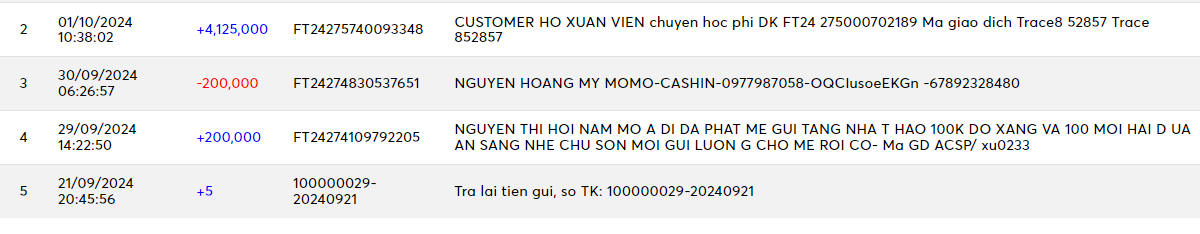 2 01/10/2024 10:38:02 +4,125,000 FT24275740093348 CUSTOMER HO XUAN VIEN chuyen hoc phi DK FT24 275000702189 Ma giao dich Trace8 52857 Trace
852857
3 30/09/2024 06:26:57 -200,000 FT24274830537651 NGUYEN HOANG MY MOMO-CASHIN-0977987058-OQCIusoeEKGn -67892328480
4 29/09/2024 14:22:50 +200,000 FT24274109792205 NGUYEN THI HOI NAM MO A DI DA PHAT ME GUI TANG NHA T HAO 100K DO XANG VA 100 MOI HAI D UA
AN SANG NHE CHU SON MOI GUI LUON G CHO ME ROI CO- Ma GD ACSP/ xu0233
5 21/09/2024 20:45:56 +5 100000029-
20240921 Tra lai tien gui, so TK: 100000029-20240921